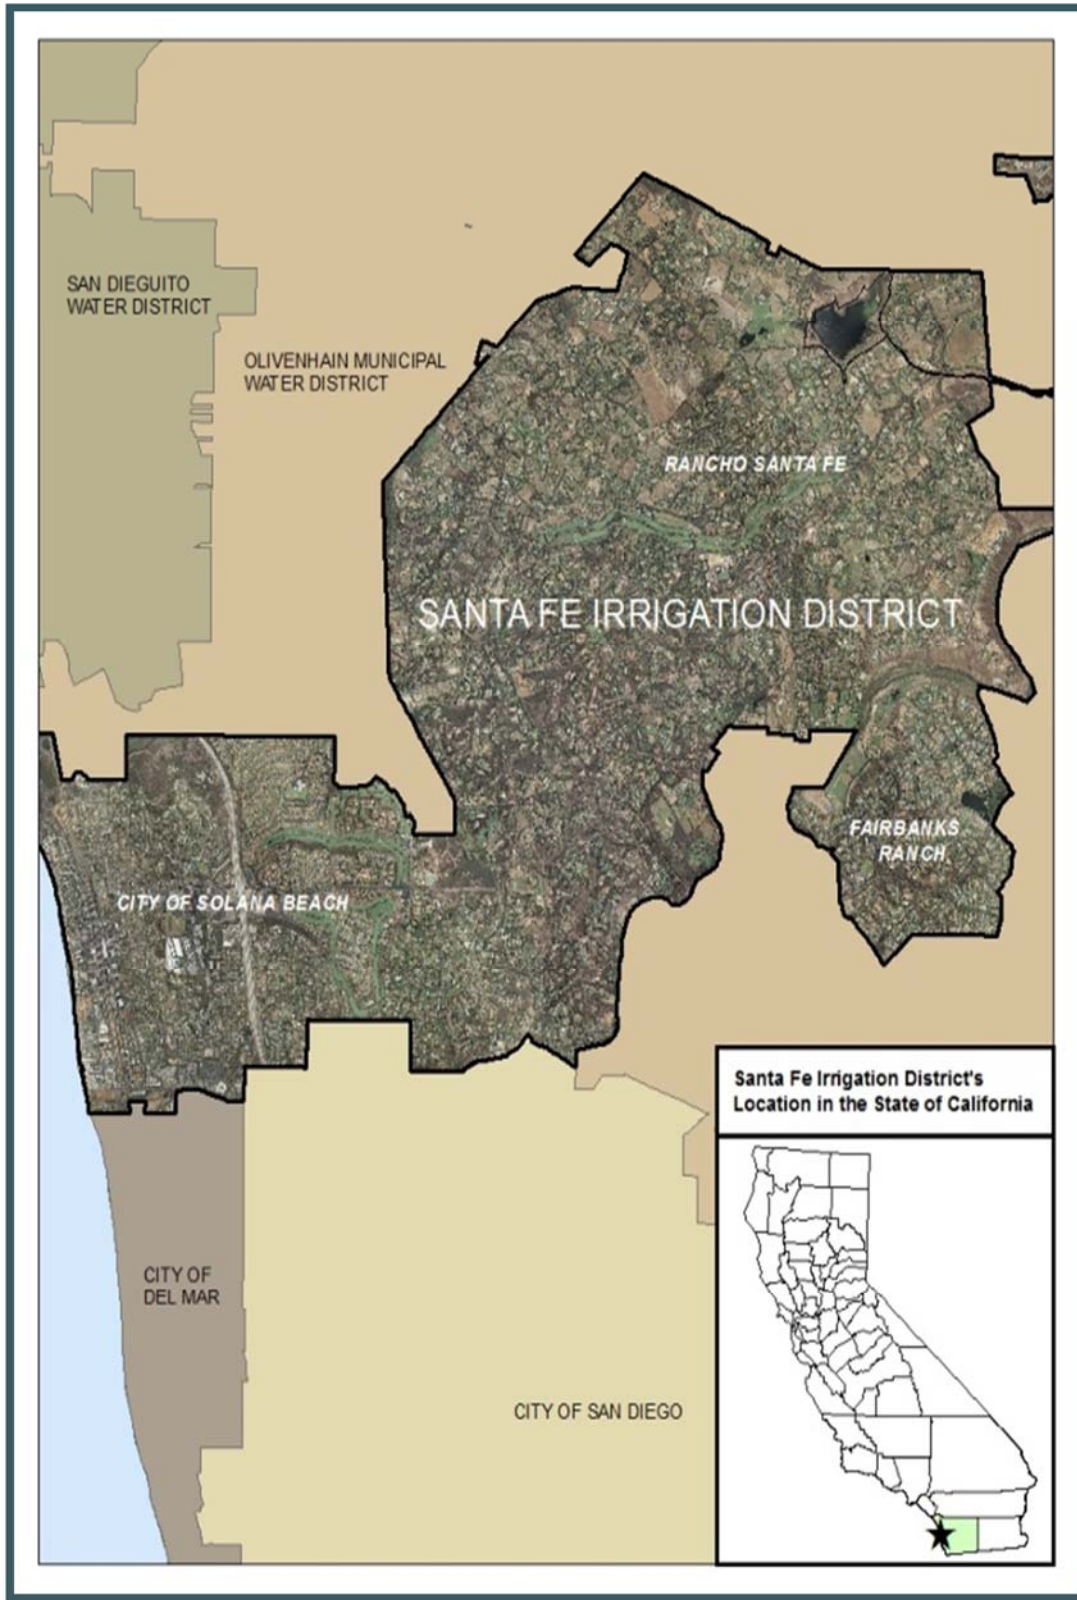 SAN DIEGUITO
WATER DISTRICT
OLIVENHAIN MUNICIPAL
WATER DISTRICT
RANCHO SANTA FE
SANTA FE IRRIGATION DISTRICT
FAIRBANKS
RANCH
CITY OF SOLANA BEACH
Santa Fe Irrigation District's
Location in the State of California
CITY OF
DEL MAR
CITY OF SAN DIEGO